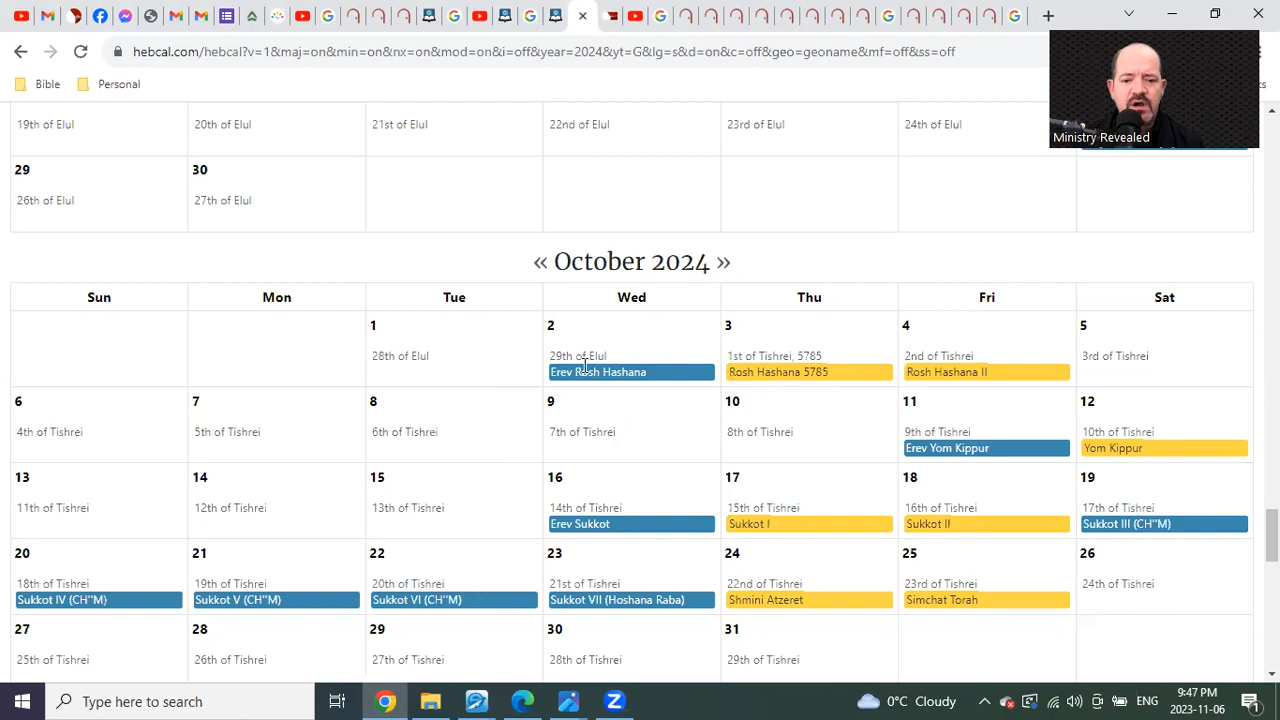 hebcal.com/hebcal?v=1&maj=on&min=on&nx=on&mod=on&i=off&year=2024&yt=G&lg=s&d=on&c=off&geo=geoname&mf=off&ss=off
Bible
Personal
Ministry Revealed
19th of Elul
20th of Elul
21st of Elul
22nd of Elul
23rd of Elul
24th of Elul
29
30
26th of Elul
27th of Elul
« October 2024 »
Sun
Mon
Tue
Wed
Thu
Fri
Sat
1
2
3
4
5
28th of Elul
29th of Elul
1st of Tishrei, 5785
2nd of Tishrei
3rd of Tishrei
Erev Rosh Hashana
Rosh Hashana 5785
Rosh Hashana II
6
7
8
9
10
11
12
4th of Tishrei
5th of Tishrei
6th of Tishrei
7th of Tishrei
8th of Tishrei
9th of Tishrei
10th of Tishrei
Erev Yom Kippur
Yom Kippur
13
14
15
16
17
18
19
11th of Tishrei
12th of Tishrei
13th of Tishrei
14th of Tishrei
15th of Tishrei
16th of Tishrei
17th of Tishrei
Erev Sukkot
Sukkot I
Sukkot II
Sukkot III (CH''M)
20
21
22
23
24
25
26
18th of Tishrei
19th of Tishrei
20th of Tishrei
21st of Tishrei
22nd of Tishrei
23rd of Tishrei
24th of Tishrei
Sukkot IV (CH''M)
Sukkot V (CH''M)
Sukkot VI (CH''M)
Sukkot VII (Hoshana Raba)
Shmini Atzeret
Simchat Torah
27
28
29
30
31
25th of Tishrei
26th of Tishrei
27th of Tishrei
28th of Tishrei
29th of Tishrei
Type here to search
0°C Cloudy
ENG
9:47 PM
2023-11-06
1